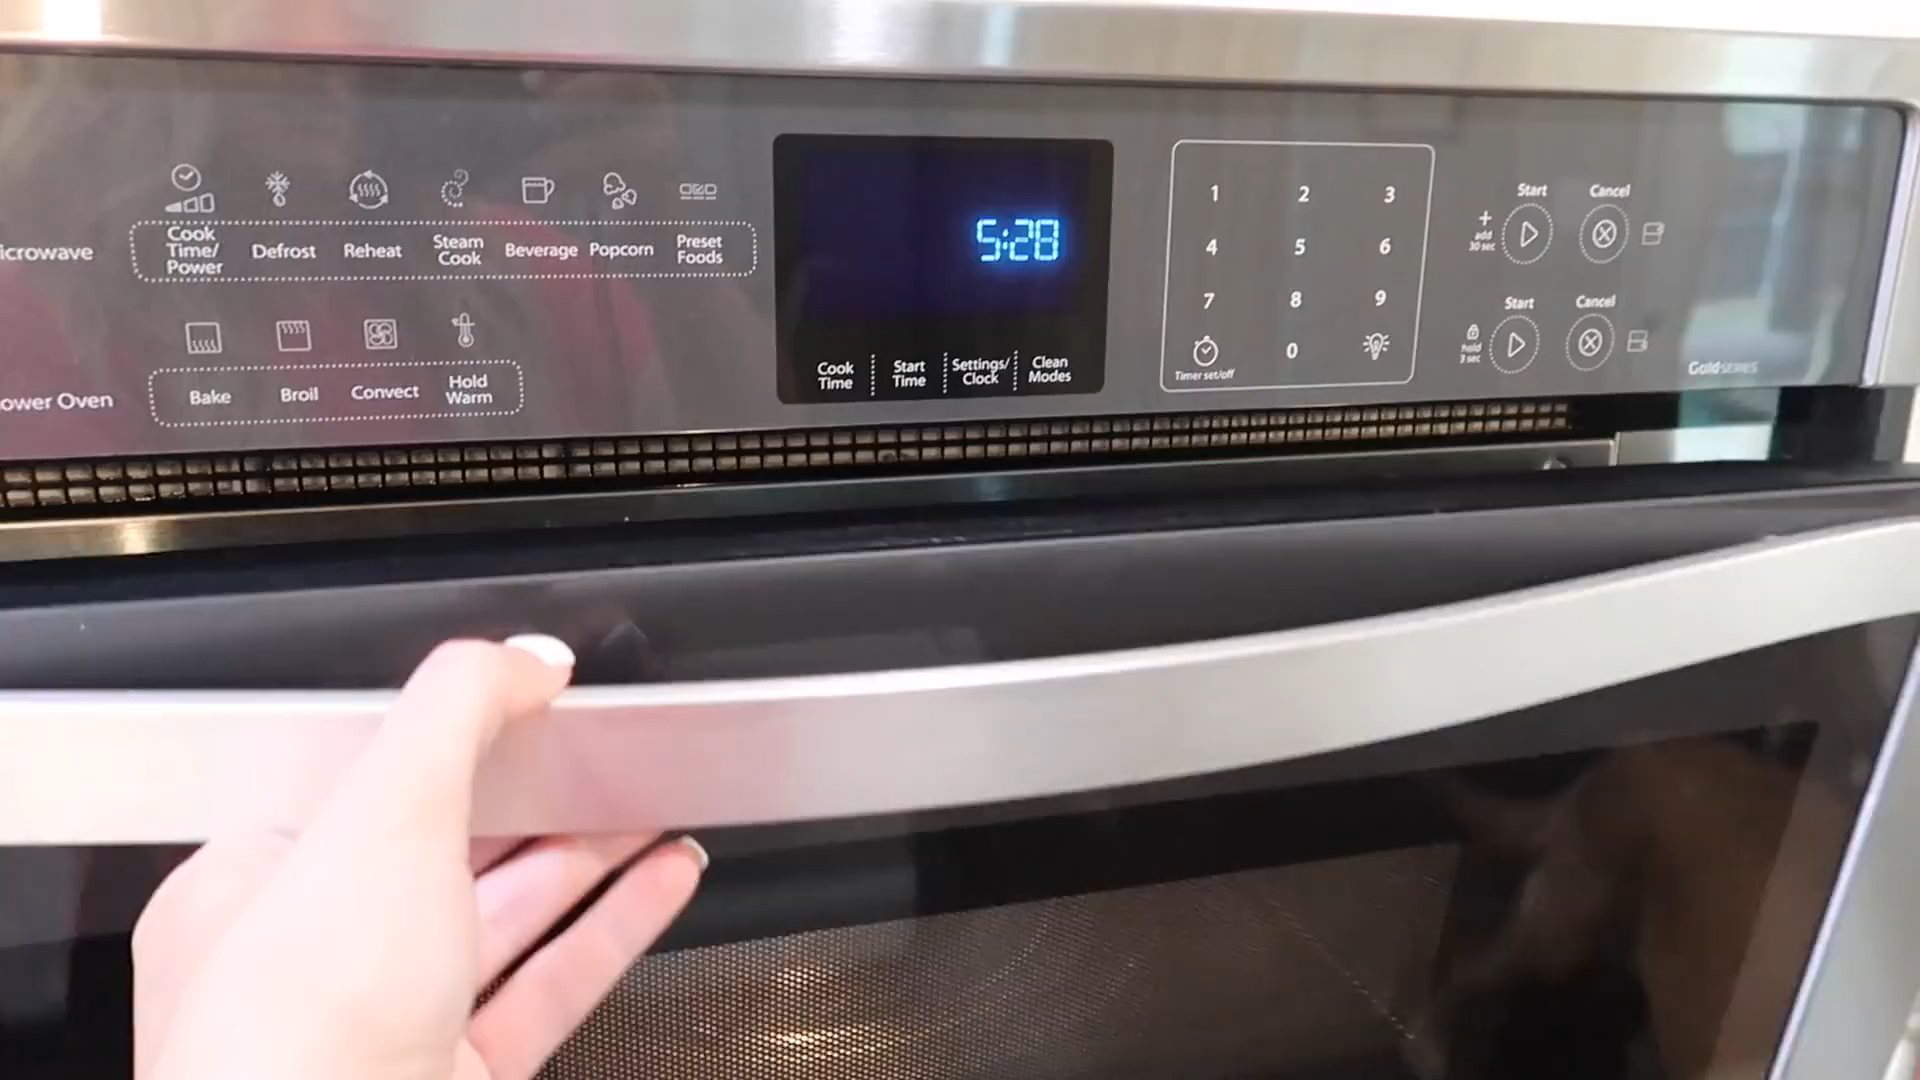 icrowave
Cook
Time/
Power
Defrost
Reheat
Steam
Cook
Beverage
Popcorn
Preset
Foods
ower Oven
Bake
Broil
Convect
Hold
Warm
5:28
Cook
Time
Start
Time
Settings/
Clock
Clean
Modes
1 2 3
4 5 6
7 8 9
0
Timer set/off
+
add
30 sec
Start
Cancel
hold
3 sec
Start
Cancel
Gold SERIES